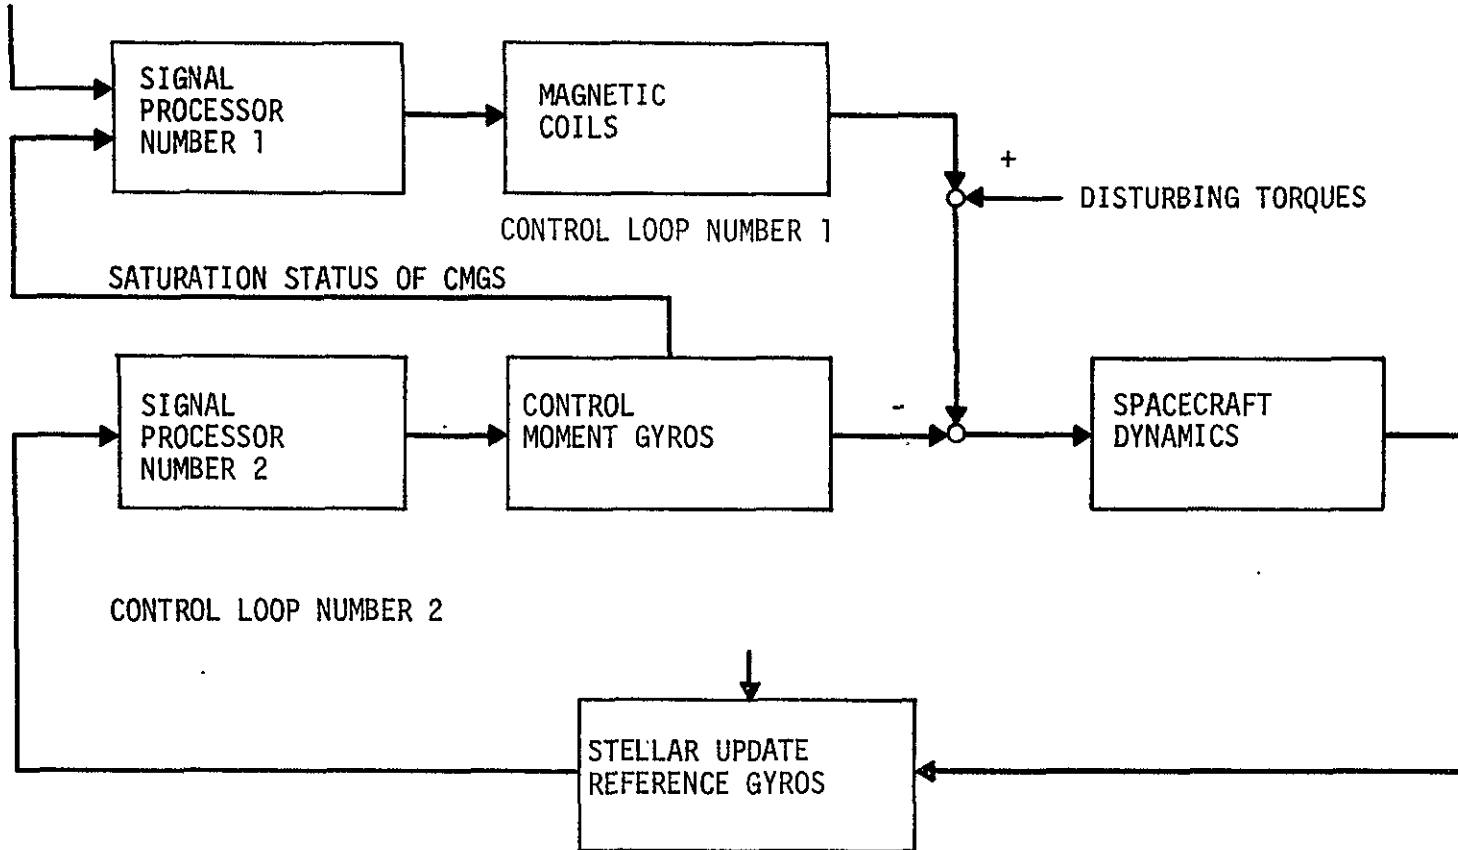 SIGNAL
PROCESSOR
NUMBER 1
MAGNETIC
COILS
+
DISTURBING TORQUES
CONTROL LOOP NUMBER 1
SATURATION STATUS OF CMGS
SIGNAL
PROCESSOR
NUMBER 2
CONTROL
MOMENT GYROS
-
SPACECRAFT
DYNAMICS
CONTROL LOOP NUMBER 2
STELLAR UPDATE
REFERENCE GYROS